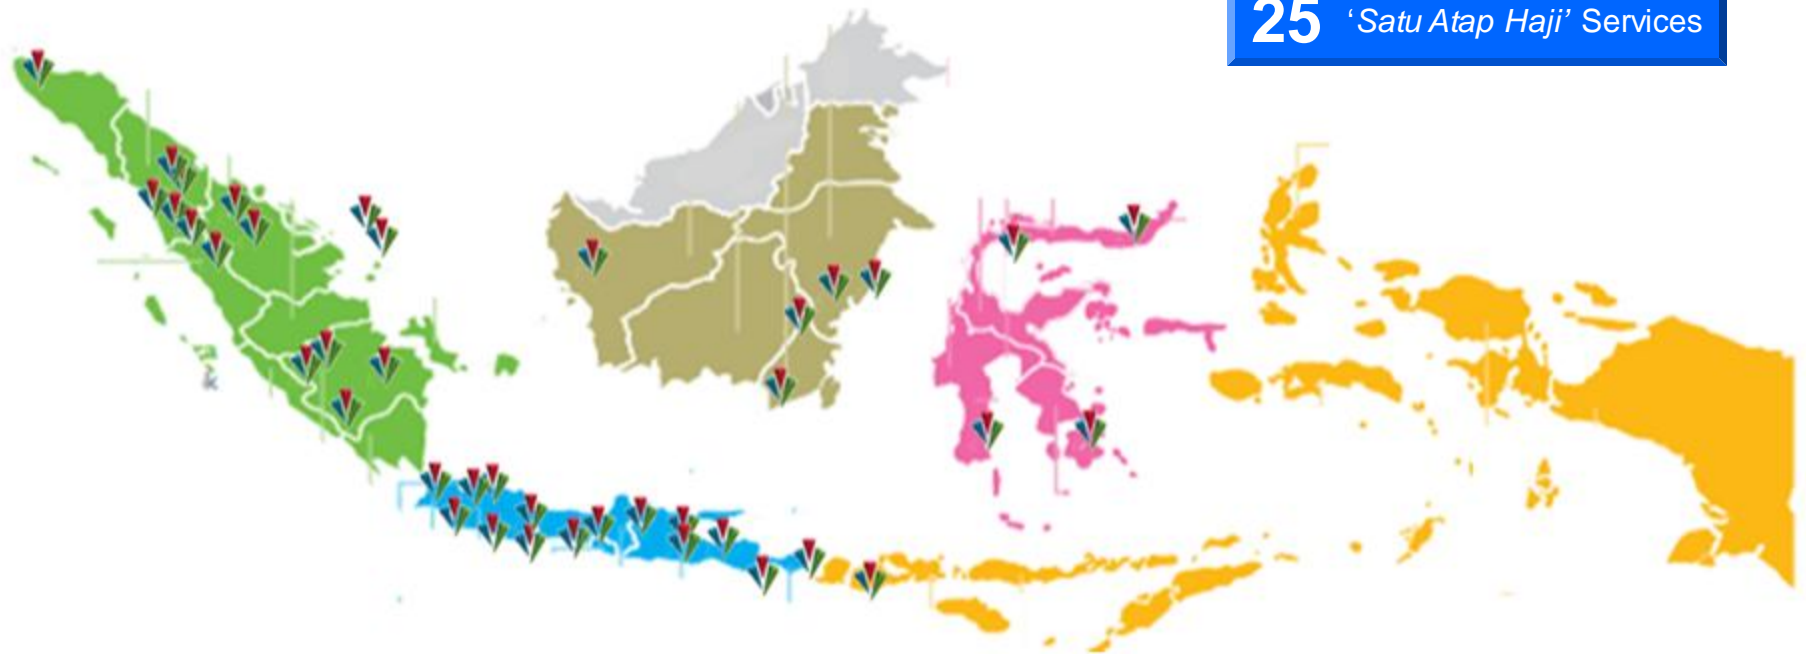 25 ‘Satu Atap Haji’ Services